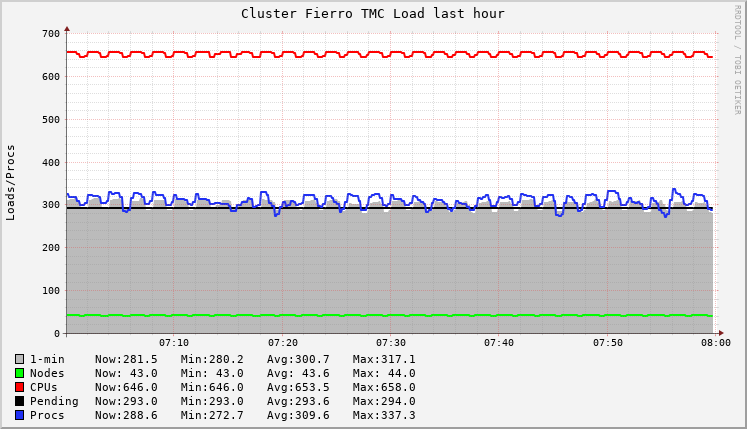 Cluster Fierro TMC Load last hour
RRDTOOL / TOBI OETIKER
Loads/Procs
700
600
500
400
300
200
100
0
07:10 07:20 07:30 07:40 07:50 08:00
1-min Now:281.5 Min:280.2 Avg:300.7 Max:317.1
Nodes Now: 43.0 Min: 43.0 Avg: 43.6 Max: 44.0
CPUs Now:646.0 Min:646.0 Avg:653.5 Max:658.0
Pending Now:293.0 Min:293.0 Avg:293.6 Max:294.0
Procs Now:288.6 Min:272.7 Avg:309.6 Max:337.3